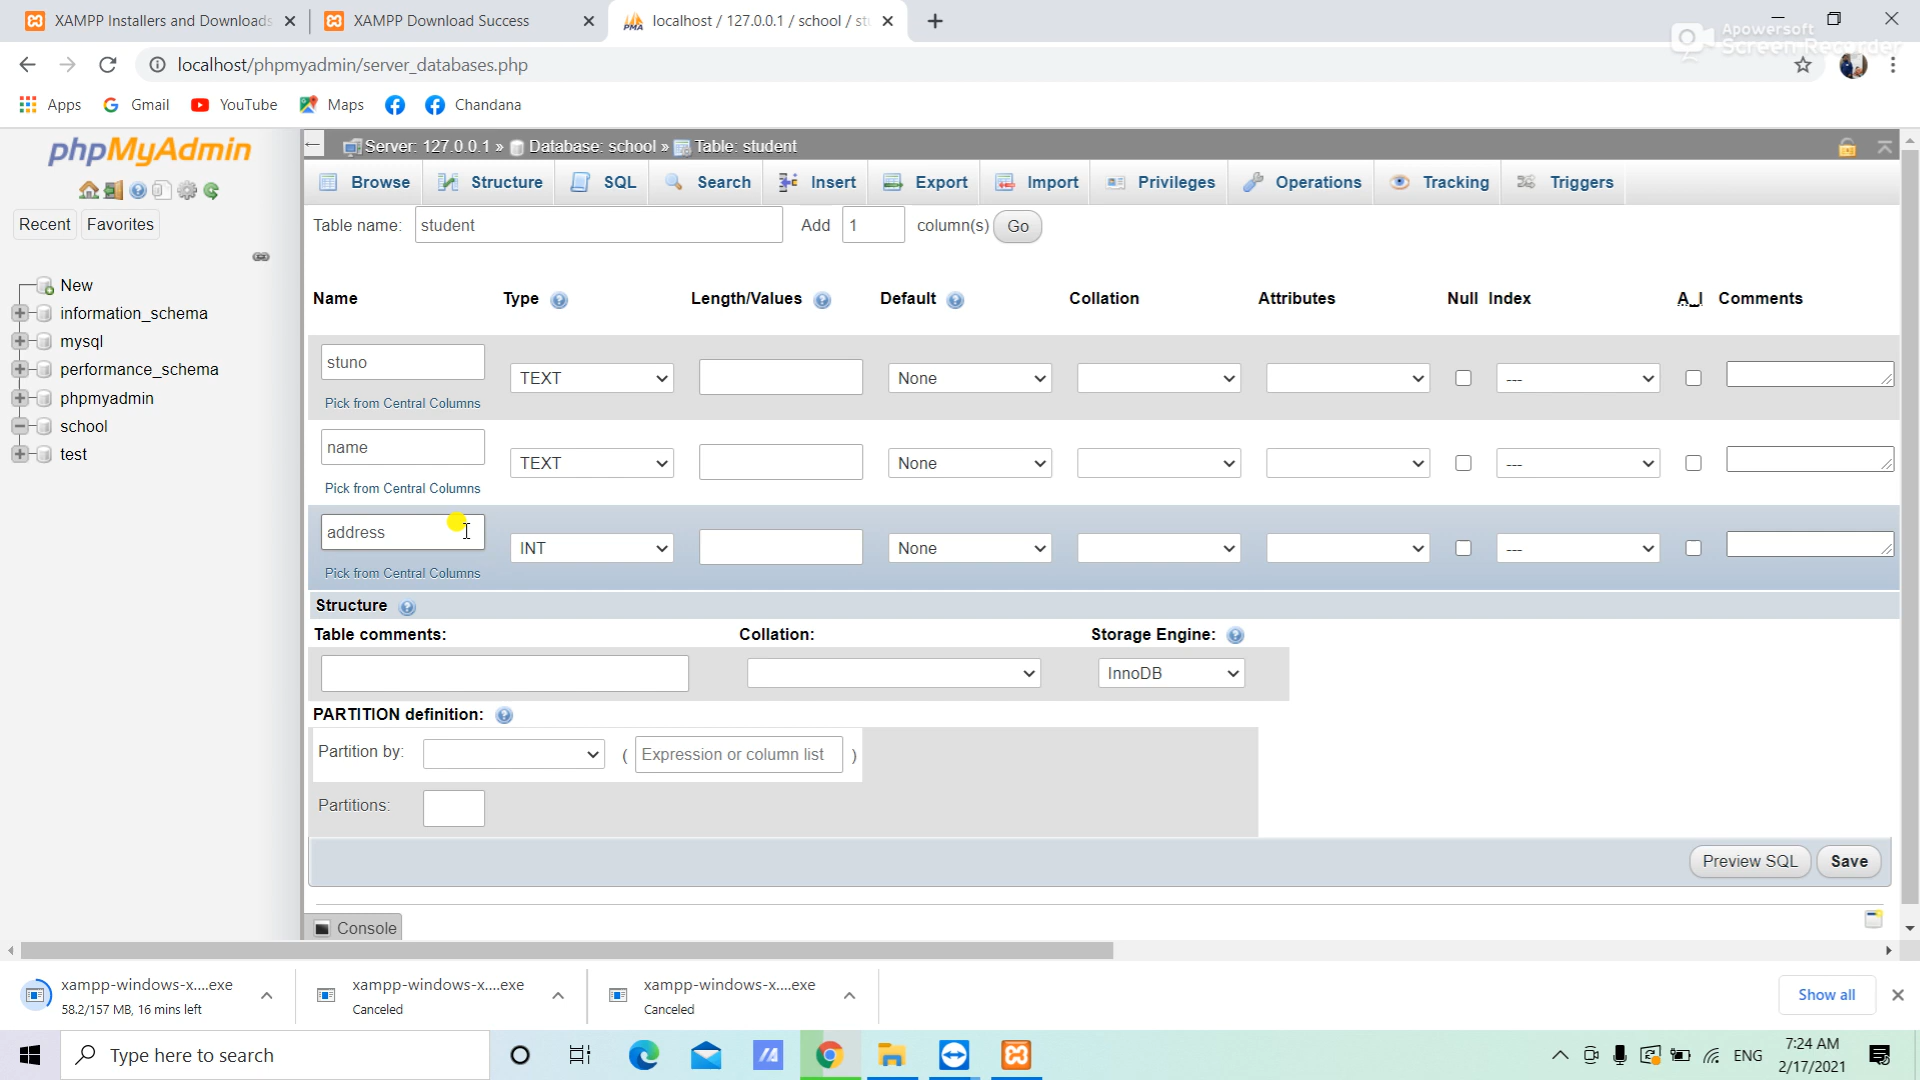 XAMPP Installers and Downloads
XAMPP Download Success
localhost / 127.0.0.1 / school / st
Apowersoft
Screen Recorder
localhost/phpmyadmin/server_databases.php
Apps
Gmail
YouTube
Maps
Chandana
phpMyAdmin
Server: 127.0.0.1 » Database: school » Table: student
Browse
Structure
SQL
Search
Insert
Export
Import
Privileges
Operations
Tracking
Triggers
Recent
Favorites
Table name: student Add 1 column(s) Go
New
information_schema
mysql
performance_schema
phpmyadmin
school
test
Name Type Length/Values Default Collation Attributes Null Index A_I Comments
stuno TEXT None ---
Pick from Central Columns
name TEXT None ---
Pick from Central Columns
address INT None ---
Pick from Central Columns
Structure
Table comments: Collation: Storage Engine:
InnoDB
PARTITION definition:
Partition by: ( Expression or column list )
Partitions:
Preview SQL Save
Console
xampp-windows-x....exe
58.2/157 MB, 16 mins left
xampp-windows-x....exe
Canceled
xampp-windows-x....exe
Canceled
Show all
Type here to search
ENG
7:24 AM
2/17/2021